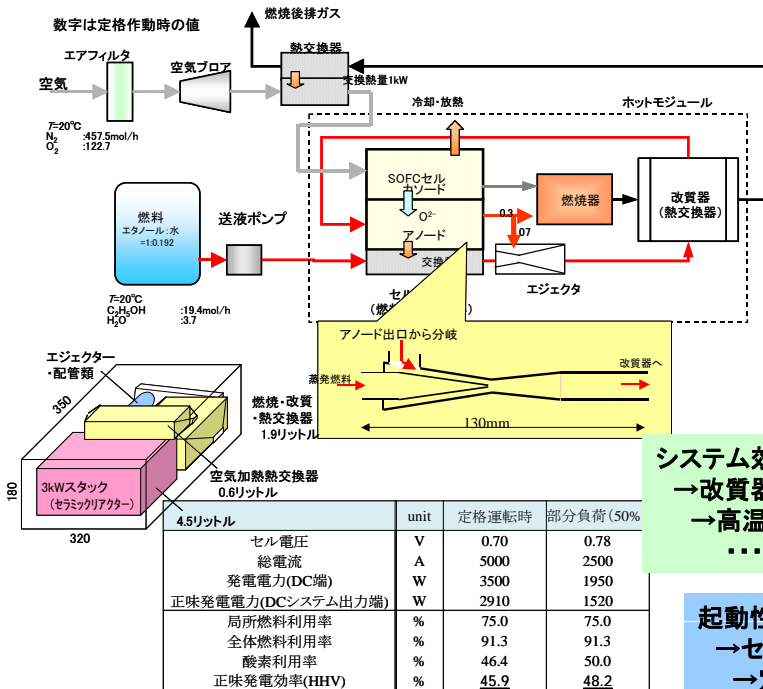 数字は定格作動時の値
燃焼後排ガス
エアフィルタ
空気ブロア
熱交換器
空気
交換熱量1kW
T=20℃
N₂ :457.5mol/h
O₂ :122.7
冷却・放熱
ホットモジュール
SOFCセル
カソード
O²⁻
アノード
燃焼器
改質器
(熱交換器)
0.3
0.7
燃料
エタノール:水
=1:0.192
送液ポンプ
エジェクタ
T=20℃
C₂H₅OH :19.4mol/h
H₂O :3.7
アノード出口から分岐
蒸発燃料
改質器へ
130mm
エジェクター
・配管類
350
燃焼・改質
・熱交換器
1.9リットル
空気加熱熱交換器
0.6リットル
180
3kWスタック
(セラミックリアクター)
4.5リットル
320
unit 定格運転時 部分負荷(50%
セル電圧 V 0.70 0.78
総電流 A 5000 2500
発電電力(DC端) W 3500 1950
正味発電電力(DCシステム出力端) W 2910 1520
局所燃料利用率 % 75.0 75.0
全体燃料利用率 % 91.3 91.3
酸素利用率 % 46.4 50.0
正味発電効率(HHV) % 45.9 48.2
システム効
→改質器
→高温
・・・
起動性
→セ